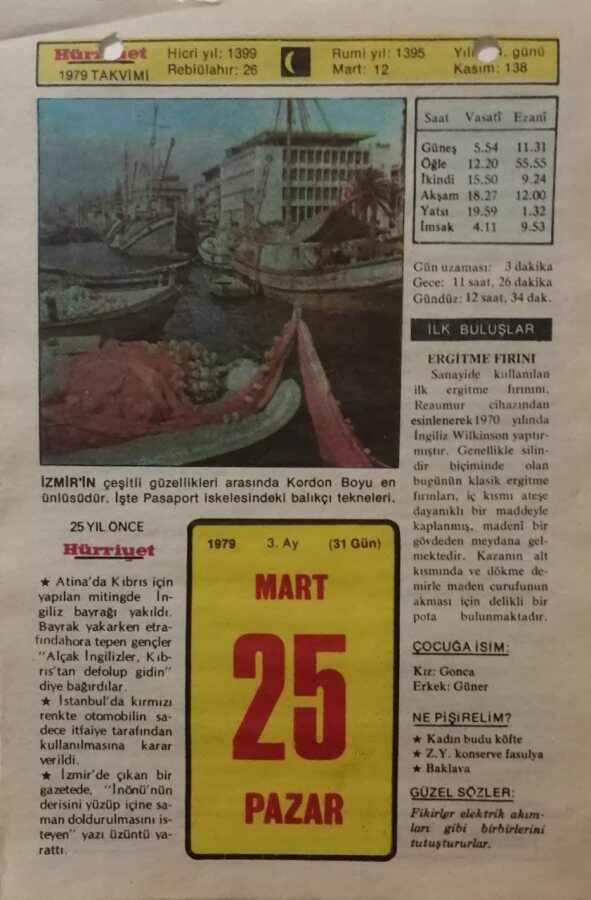 Hürriyet
1979 TAKVİMİ
Hicri yıl: 1399
Rebiülahır: 26
Rumi yıl: 1395
Mart: 12
günü
Kasım: 138
Saat Vasatî Ezanî
Güneş 5.54 11.31
Öğle 12.20 55.55
İkindi 15.50 9.24
Akşam 18.27 12.00
Yatsı 19.59 1.32
İmsak 4.11 9.53
Gün uzaması: 3 dakika
Gece: 11 saat, 26 dakika
Gündüz: 12 saat, 34 dak.
İLK BULUŞLAR
ERGİTME FIRINI
Sanayide kullanılan
ilk ergitme fırınını,
Reaumur cihazından
esinlenerek 1970 yılında
İngiliz Wilkinson yaptır-
mıştır. Genellikle silin-
dir biçiminde olan
bugünün klasik ergitme
fırınları, iç kısmı ateşe
dayanıklı bir maddeyle
kaplanmış, madenî bir
gövdeden meydana gel-
mektedir. Kazanın alt
kısmında ve dökme de-
mirle maden curufunun
akması için delikli bir
pota bulunmaktadır.
ÇOCUĞA İSİM:
Kız: Gonca
Erkek: Güner
NE PİŞİRELİM?
★ Kadın budu köfte
★ Z.Y. konserve fasulya
★ Baklava
GÜZEL SÖZLER:
Fikirler elektrik akım-
ları gibi birbirlerini
tutuştururlar.
İZMİR'İN çeşitli güzellikleri arasında Kordon Boyu en
ünlüsüdür. İşte Pasaport iskelesindeki balıkçı tekneleri.
25 YIL ÖNCE
Hürriyet
★ Atina'da Kıbrıs için
yapılan mitingde İn-
giliz bayrağı yakıldı.
Bayrak yakarken etra-
fındahora tepen gençler
"Alçak İngilizler, Kıb-
rıs'tan defolup gidin"
diye bağırdılar.
★ İstanbul'da kırmızı
renkte otomobilin sa-
dece itfaiye tarafından
kullanılmasına karar
verildi.
★ İzmir'de çıkan bir
gazetede, "İnönü'nün
derisini yüzüp içine sa-
man doldurulmasını is-
teyen" yazı üzüntü ya-
rattı.
1979 3. Ay (31 Gün)
MART
25
PAZAR